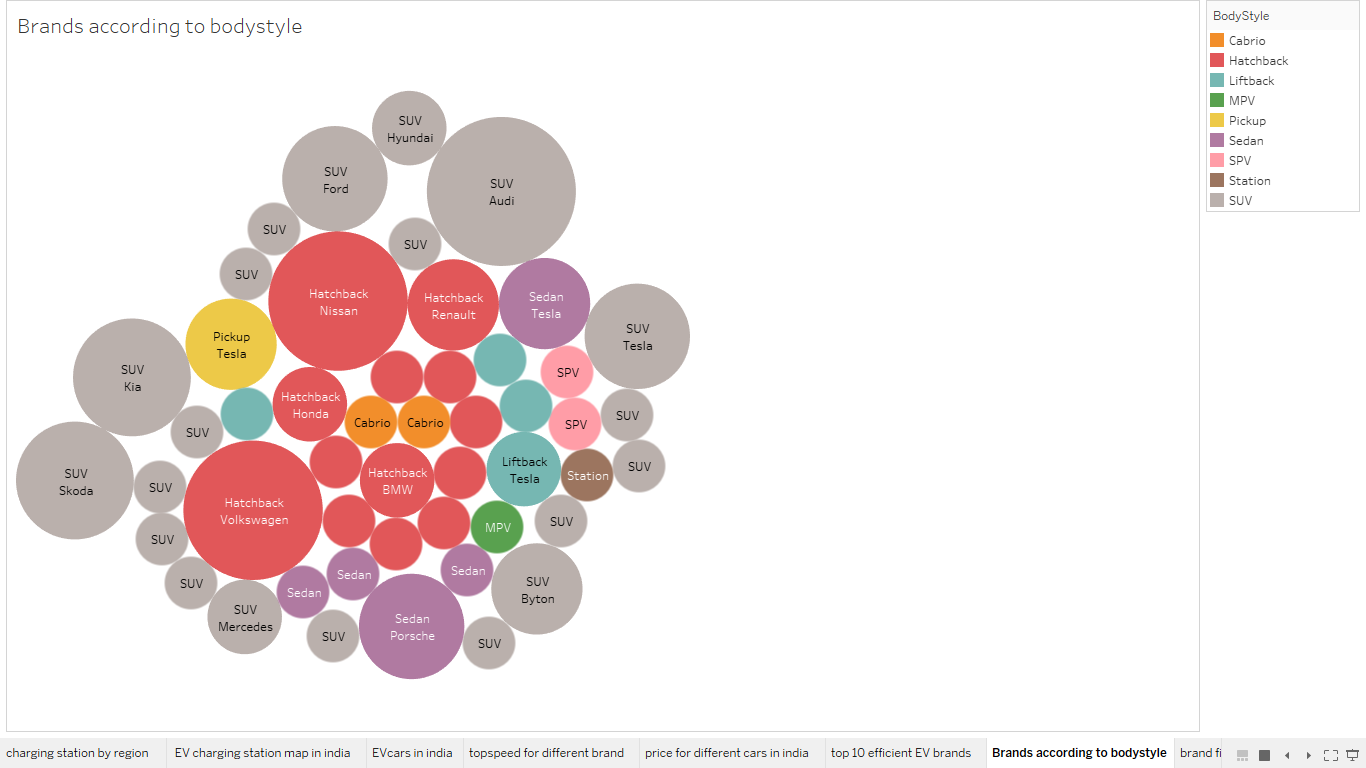 Brands according to bodystyle
SUV
Hyundai
SUV
Ford
SUV
Audi
SUV
SUV
SUV
Hatchback
Nissan
Hatchback
Renault
Sedan
Tesla
SUV
Tesla
Pickup
Tesla
SUV
Kia
SPV
Hatchback
Honda
Cabrio
Cabrio
SPV
SUV
SUV
SUV
Skoda
Hatchback
BMW
Liftback
Tesla
Station
SUV
SUV
Hatchback
Volkswagen
MPV
SUV
SUV
SUV
Sedan
Sedan
Sedan
SUV
Byton
SUV
Mercedes
Sedan
Porsche
SUV
SUV
BodyStyle
Cabrio
Hatchback
Liftback
MPV
Pickup
Sedan
SPV
Station
SUV
charging station by region
EV charging station map in india
EVcars in india
topspeed for different brand
price for different cars in india
top 10 efficient EV brands
Brands according to bodystyle
brand fi